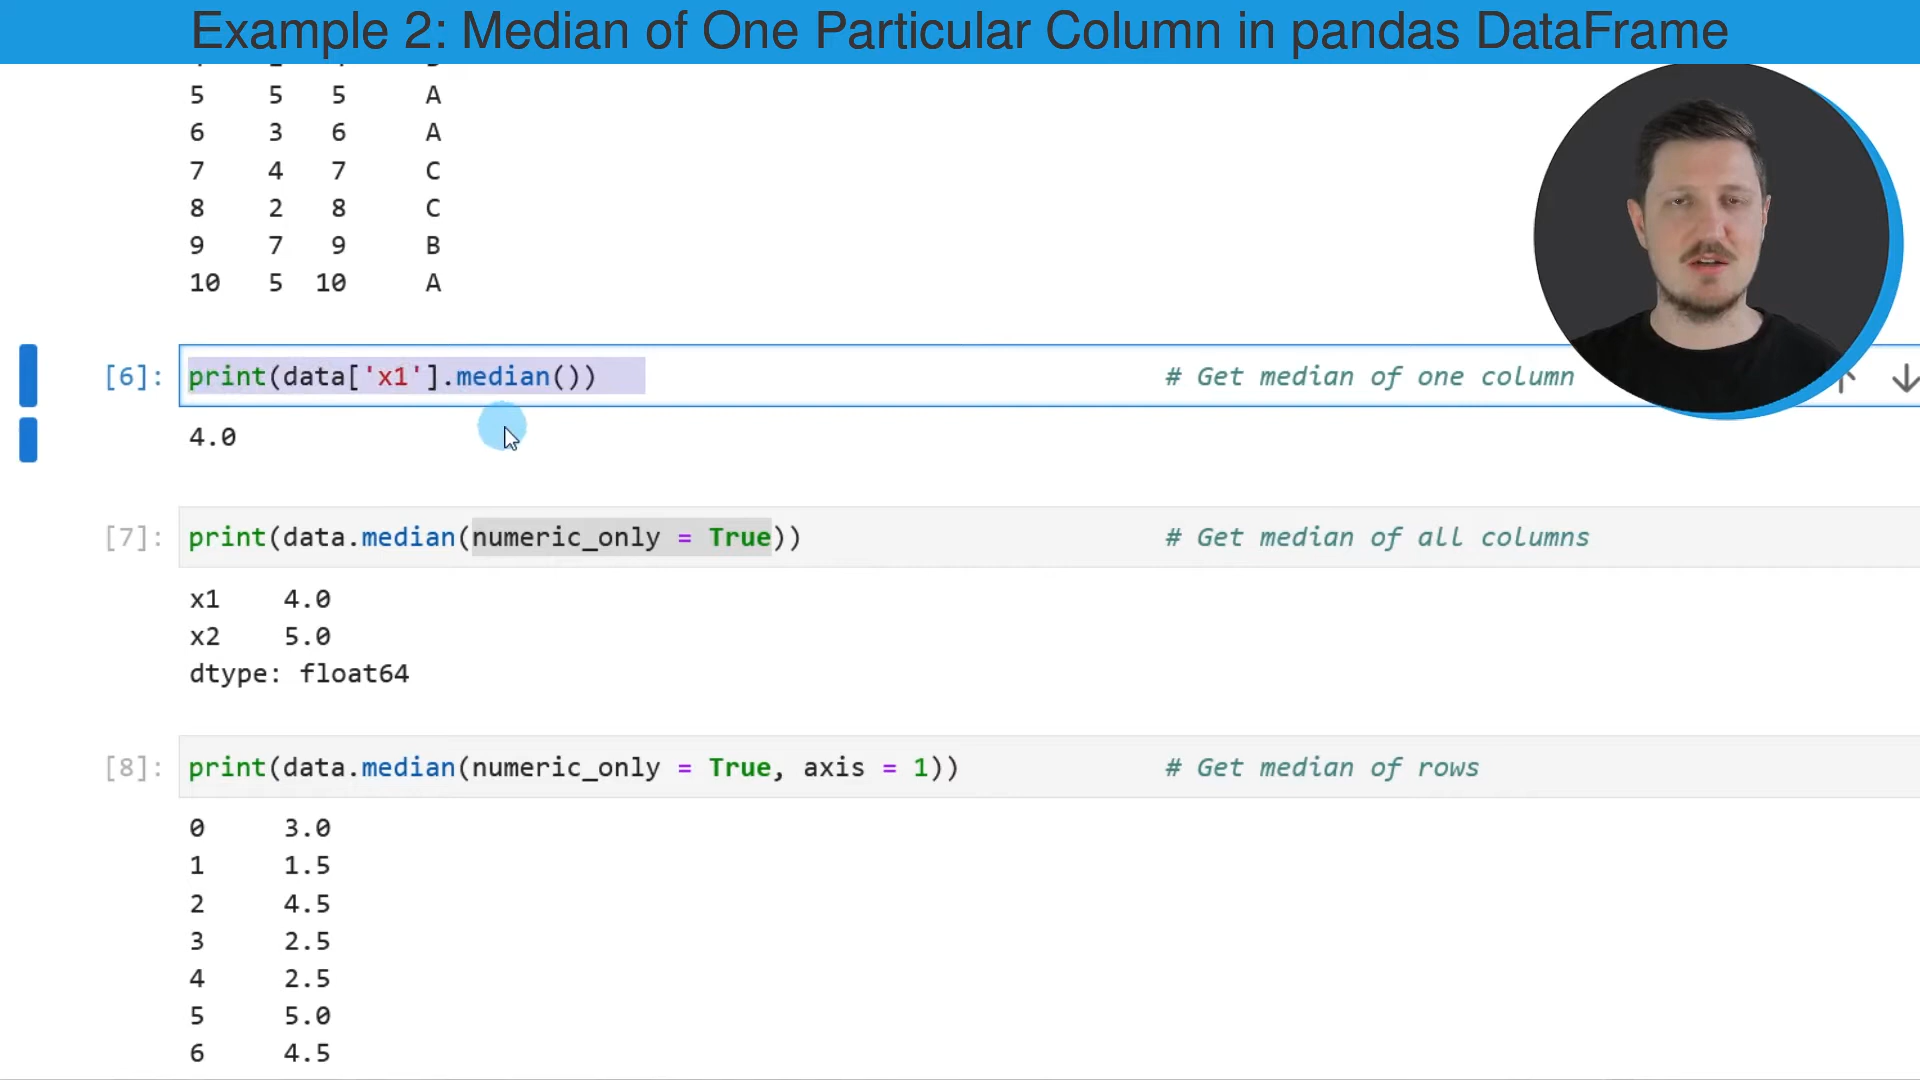 Example 2: Median of One Particular Column in pandas DataFrame
5 5 5 A
6 3 6 A
7 4 7 C
8 2 8 C
9 7 9 B
10 5 10 A
[6]: print(data['x1'].median()) # Get median of one column
4.0
[7]: print(data.median(numeric_only = True)) # Get median of all columns
x1 4.0
x2 5.0
dtype: float64
[8]: print(data.median(numeric_only = True, axis = 1)) # Get median of rows
0 3.0
1 1.5
2 4.5
3 2.5
4 2.5
5 5.0
6 4.5